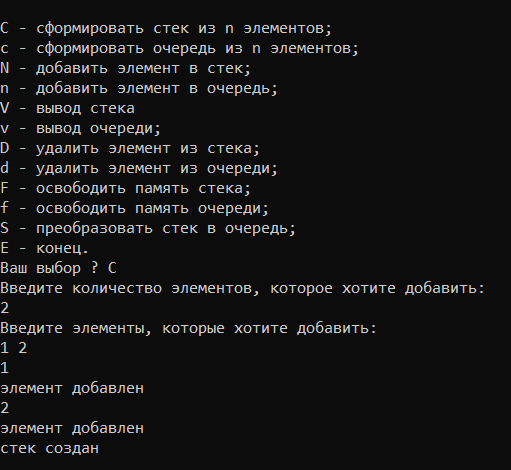 C - сформировать стек из n элементов;
c - сформировать очередь из n элементов;
N - добавить элемент в стек;
n - добавить элемент в очередь;
V - вывод стека
v - вывод очереди;
D - удалить элемент из стека;
d - удалить элемент из очереди;
F - освободить память стека;
f - освободить память очереди;
S - преобразовать стек в очередь;
E - конец.
Ваш выбор ? C
Введите количество элементов, которое хотите добавить:
2
Введите элементы, которые хотите добавить:
1 2
1
элемент добавлен
2
элемент добавлен
стек создан